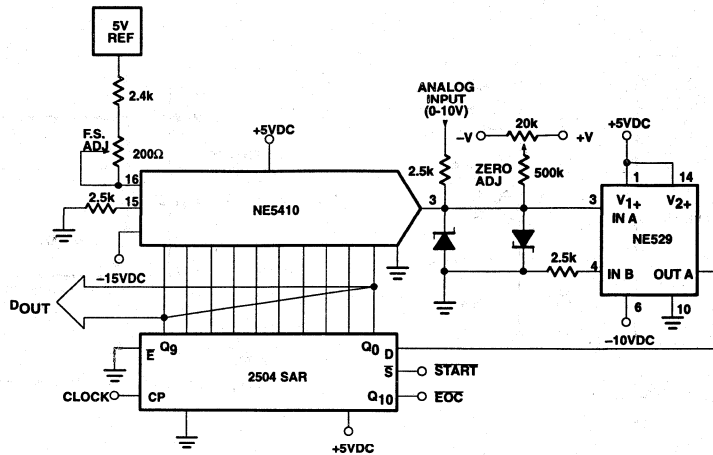 5V
REF
2.4k
F.S.
ADJ
200Ω
16
2.5k
15
–15VDC
+5VDC
NE5410
3
ANALOG
INPUT
(0-10V)
2.5k
20k
–V
+V
ZERO
ADJ
500k
+5VDC
1
14
V1+
V2+
3
IN A
NE529
2.5k
4
IN B
OUT A
6
10
–10VDC
DOUT
E̅
Q9
Q0
D
2504 SAR
S̅
S̅T̅A̅R̅T̅
CLOCK
CP
Q10
E̅O̅C̅
+5VDC